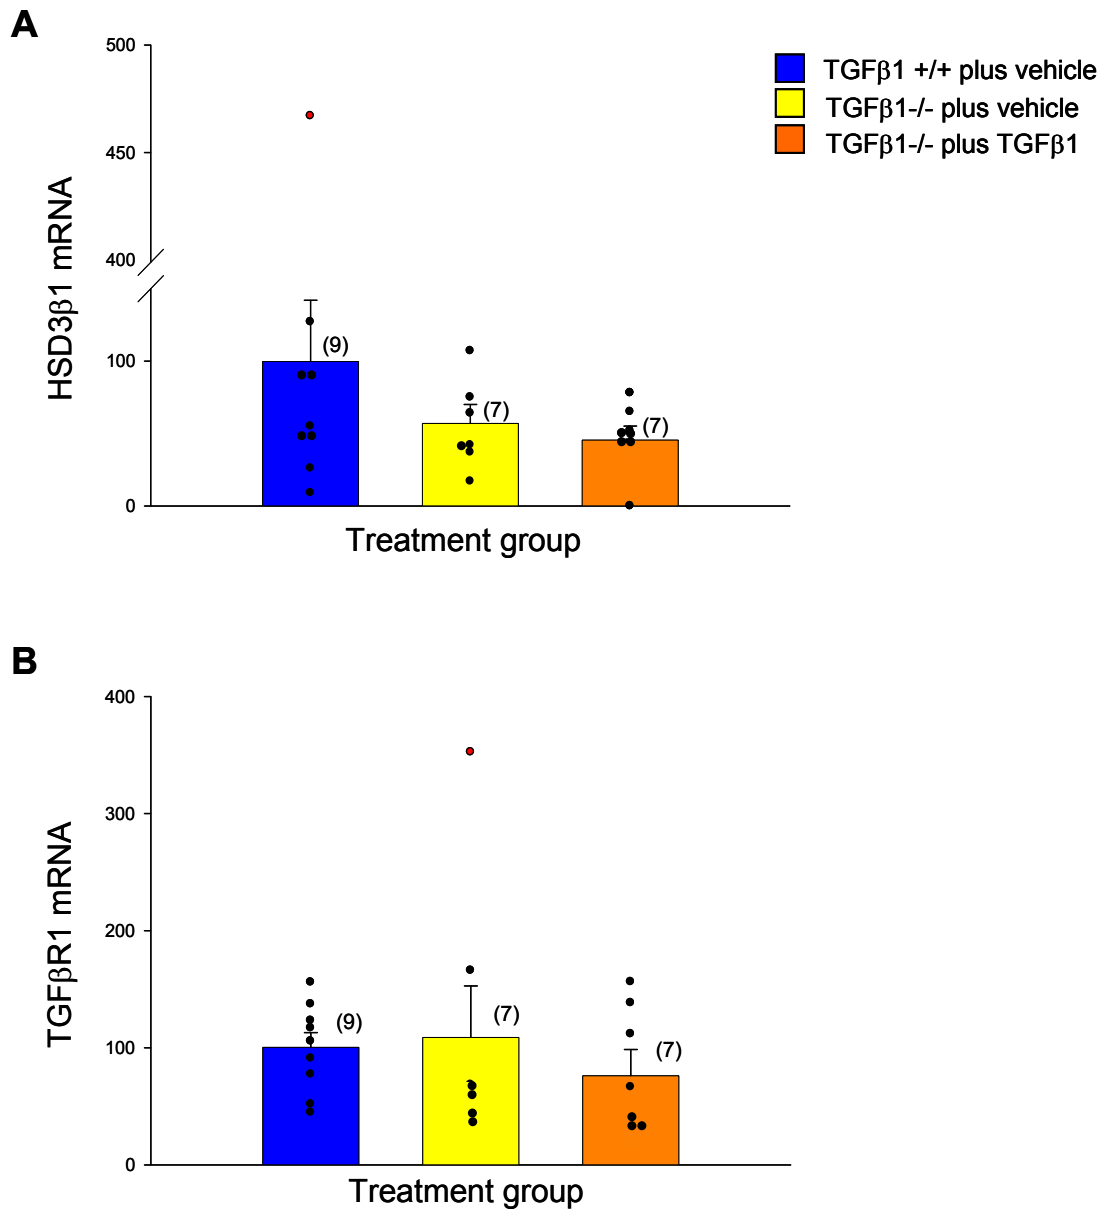 A
500
450
400
100
0
HSD3β1 mRNA
(9)
(7)
(7)
Treatment group
TGFβ1 +/+ plus vehicle
TGFβ1-/- plus vehicle
TGFβ1-/- plus TGFβ1
B
400
300
200
100
0
TGFβR1 mRNA
(9)
(7)
(7)
Treatment group